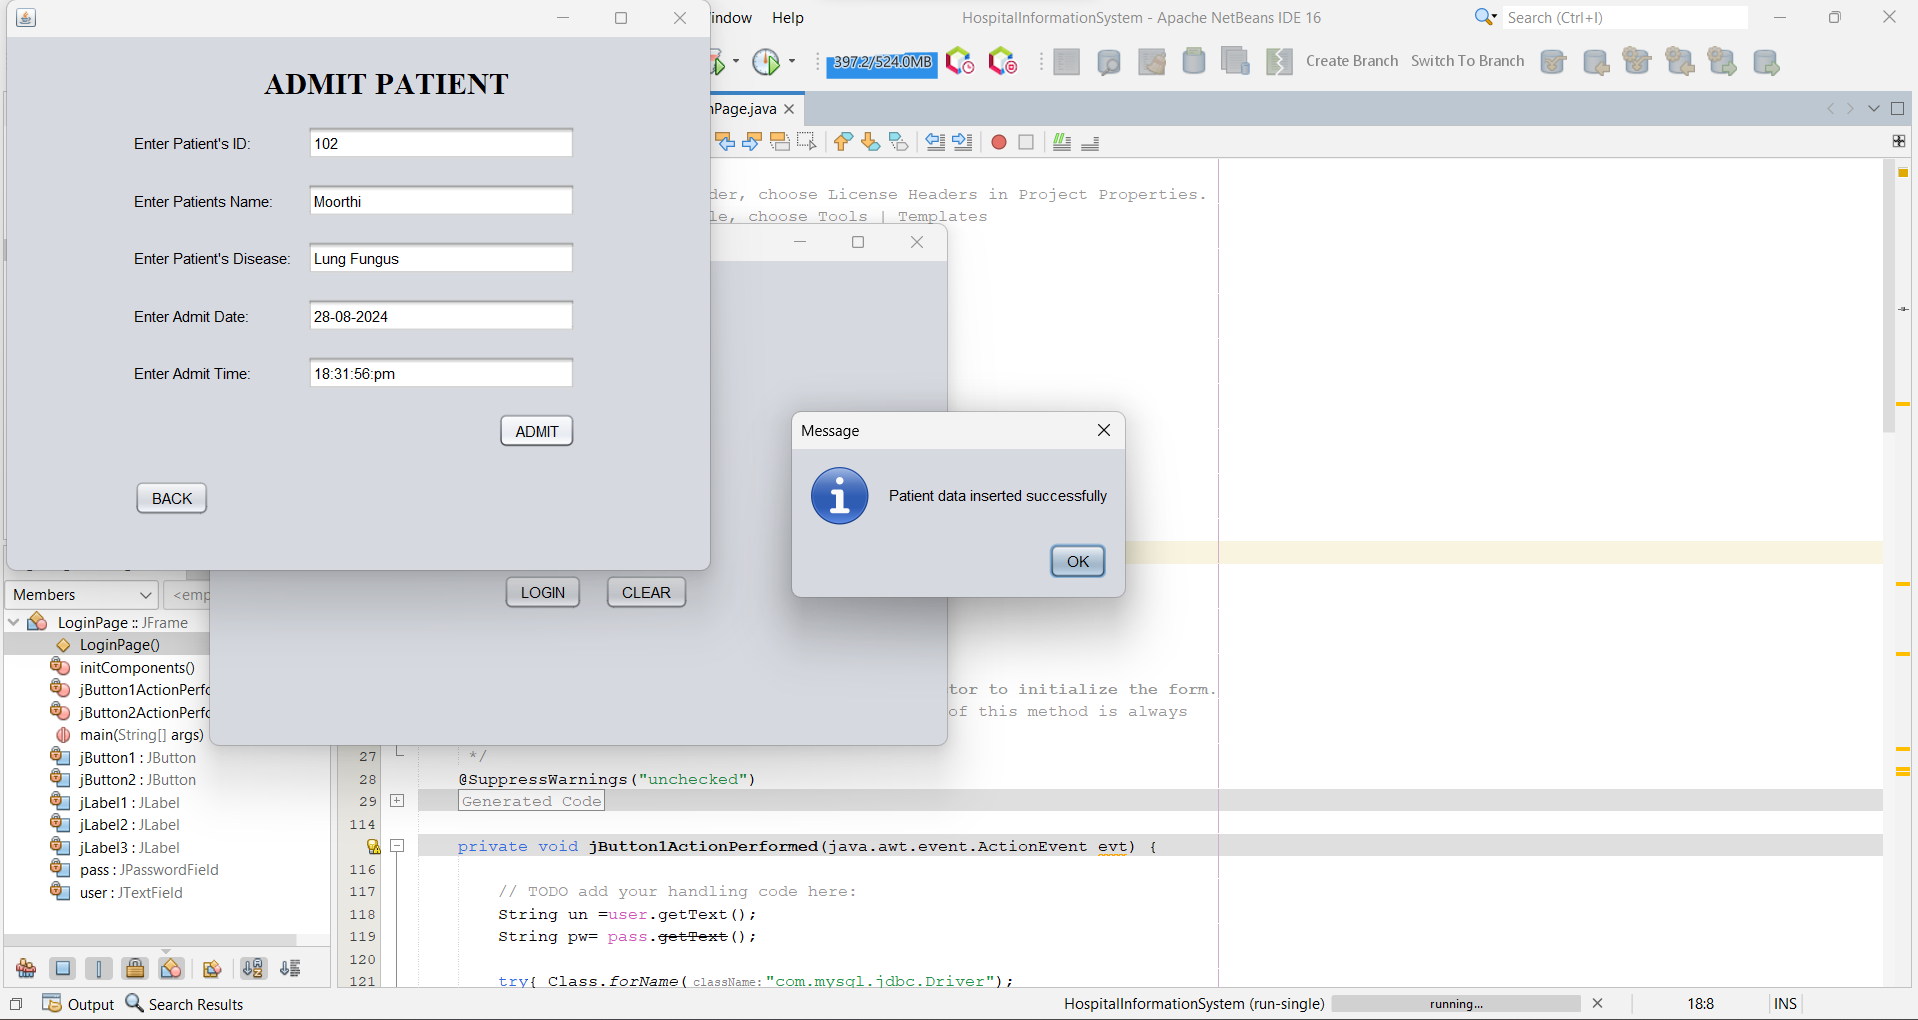 indow Help
HospitalInformationSystem - Apache NetBeans IDE 16
Search (Ctrl+I)
397.2/524.0MB
Create Branch Switch To Branch
nPage.java
ADMIT PATIENT
Enter Patient's ID: 102
Enter Patients Name: Moorthi
Enter Patient's Disease: Lung Fungus
Enter Admit Date: 28-08-2024
Enter Admit Time: 18:31:56:pm
ADMIT
BACK
der, choose License Headers in Project Properties.
le, choose Tools | Templates
Message
Patient data inserted successfully
OK
LOGIN CLEAR
Members
<emp
LoginPage :: JFrame
LoginPage()
initComponents()
jButton1ActionPerfo
jButton2ActionPerfo
main(String[] args)
jButton1 : JButton
jButton2 : JButton
jLabel1 : JLabel
jLabel2 : JLabel
jLabel3 : JLabel
pass : JPasswordField
user : JTextField
tor to initialize the form.
of this method is always
27 */
28 @SuppressWarnings("unchecked")
29 Generated Code
114
private void jButton1ActionPerformed(java.awt.event.ActionEvent evt) {
116
117 // TODO add your handling code here:
118 String un =user.getText();
119 String pw= pass.getText();
120
121 try{ Class.forName( className: "com.mysql.jdbc.Driver");
Output Search Results
HospitalInformationSystem (run-single) running... 18:8 INS